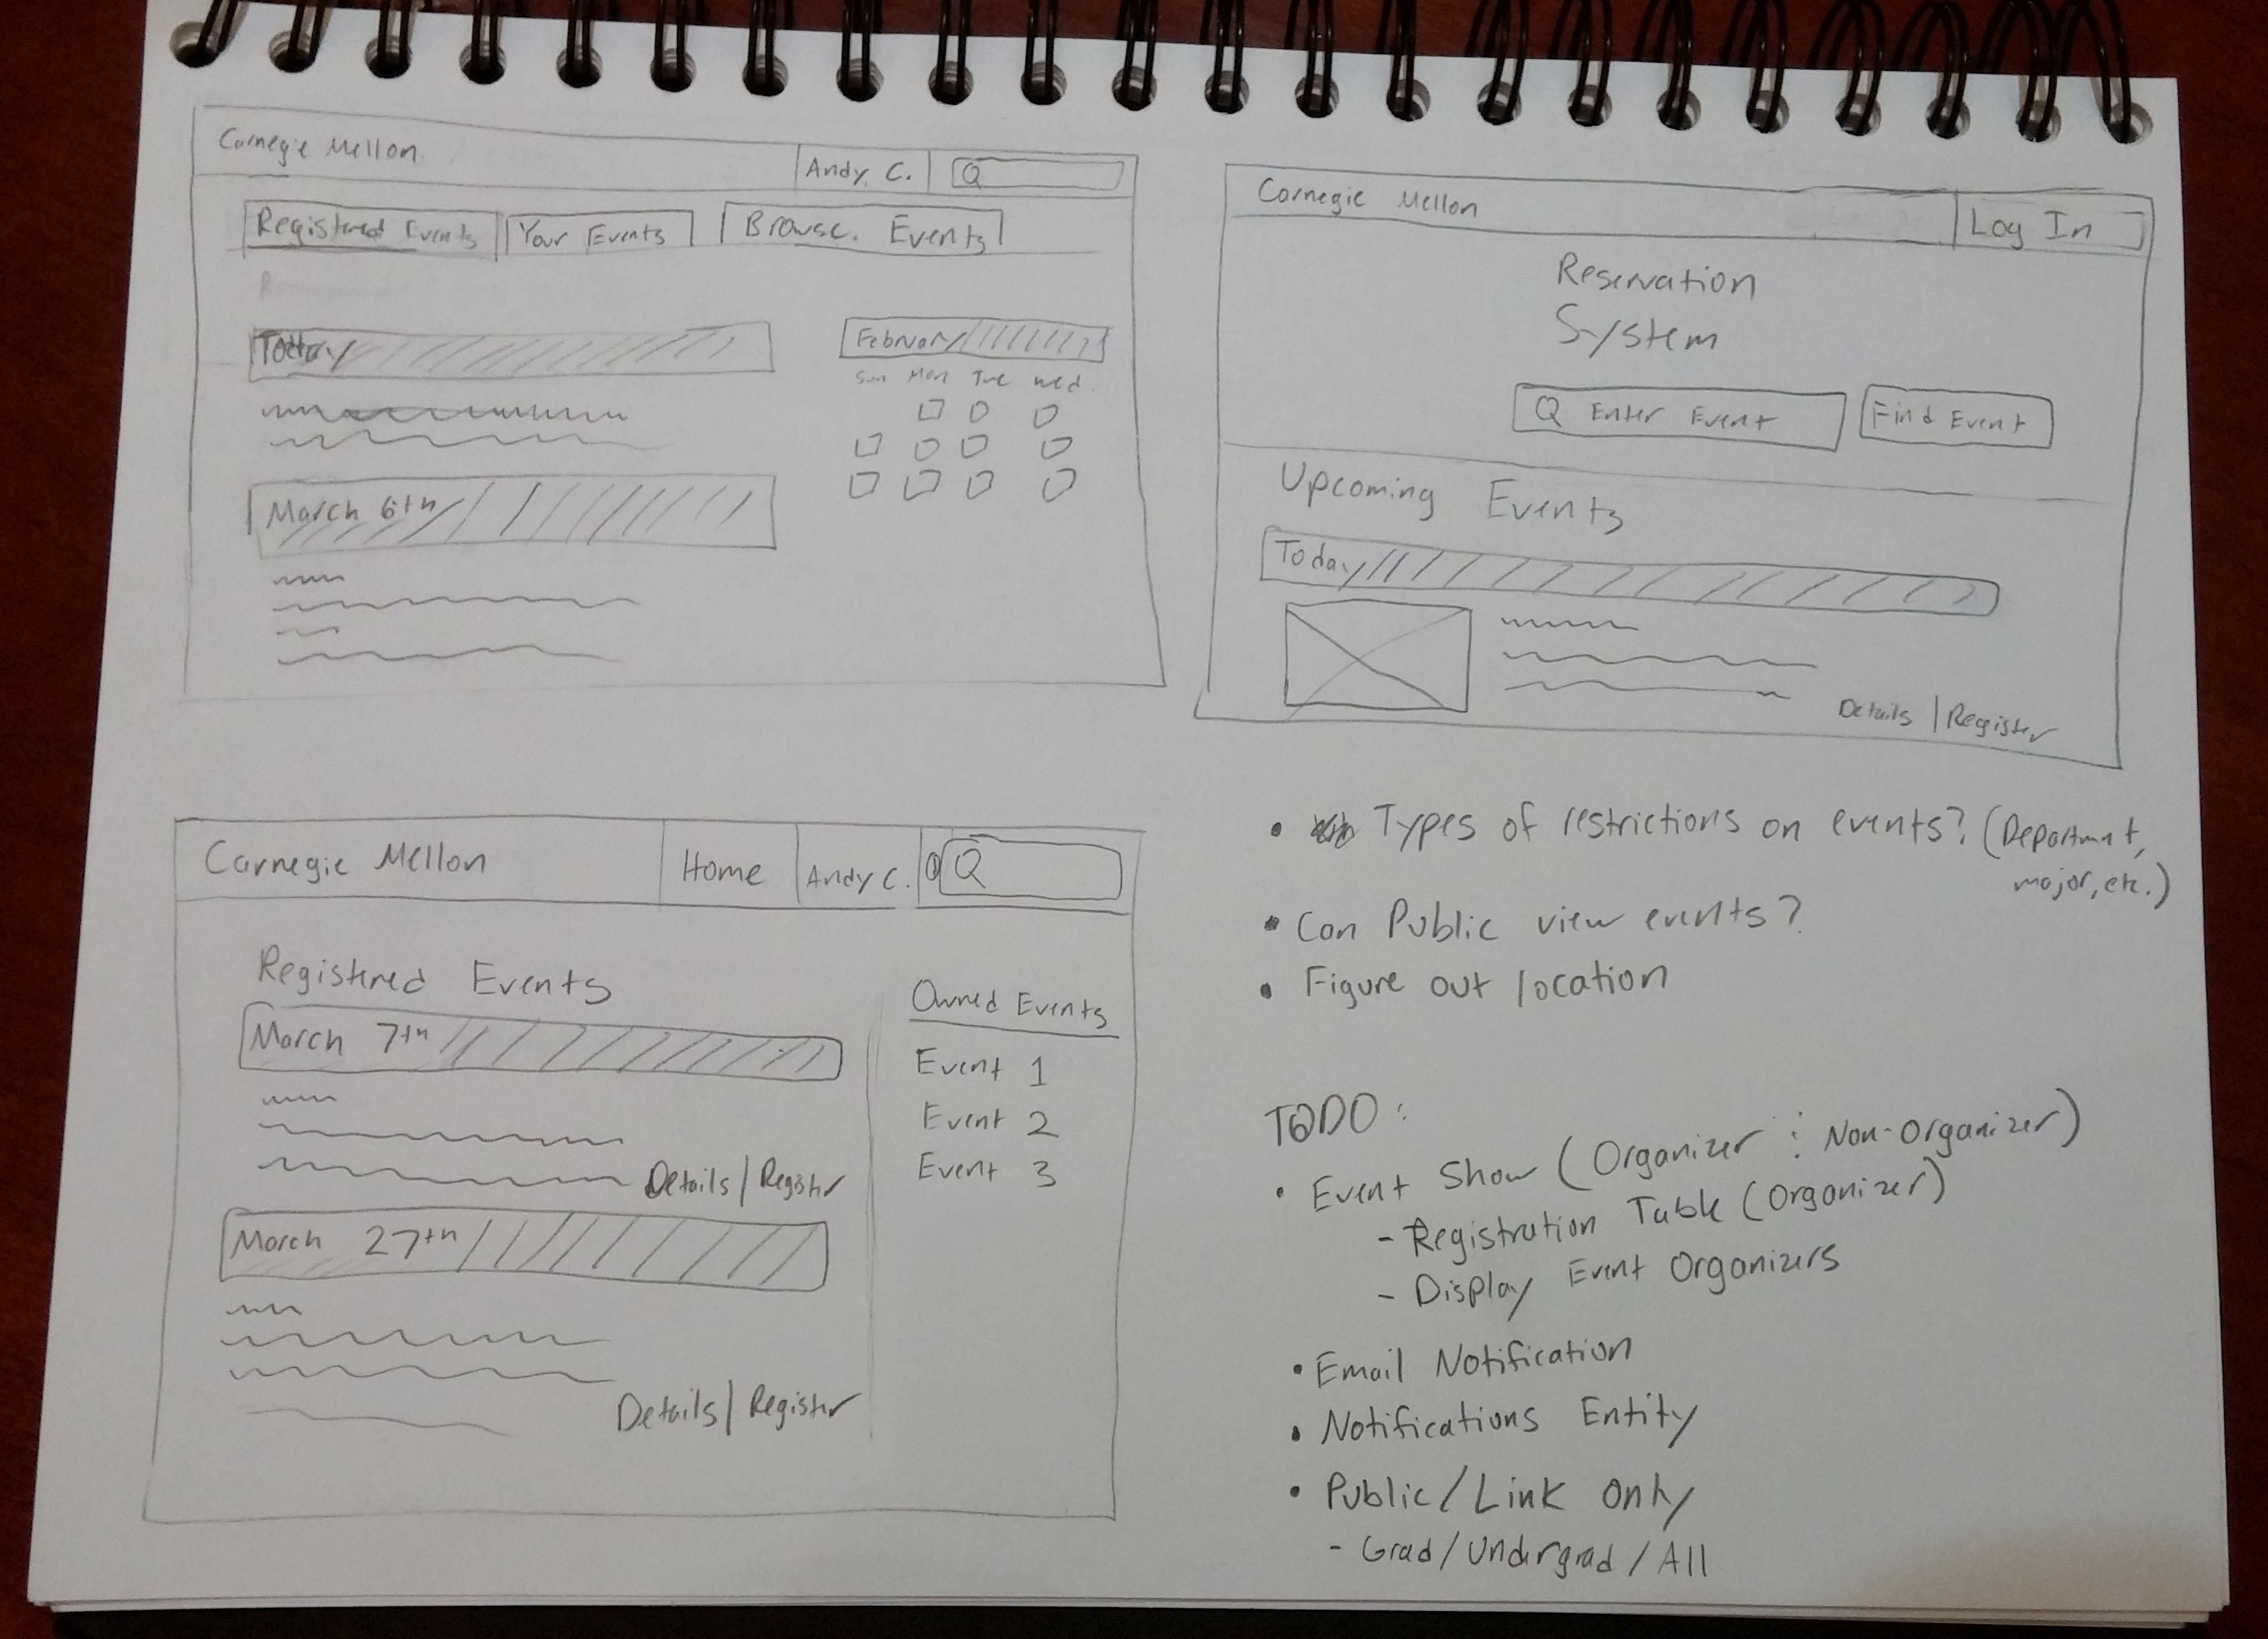 Carnegie Mellon
Andy C.
Registered Events
Your Events
Browse Events
Today
March 6th
February
Sun Mon Tue Wed
Carnegie Mellon
Log In
Reservation
System
Enter Event
Find Event
Upcoming Events
Today
Details | Register
Carnegie Mellon
Home
Andy C.
Registered Events
March 7th
Details | Register
March 27th
Details | Register
Owned Events
Event 1
Event 2
Event 3
• Types of restrictions on events? (Department,
major, etc.)
• Can Public view events?
• Figure out location
TODO:
• Event Show (Organizer : Non-Organizer)
- Registration Table (Organizer)
- Display Event Organizers
• Email Notification
• Notifications Entity
• Public/Link Only
- Grad/Undergrad/All